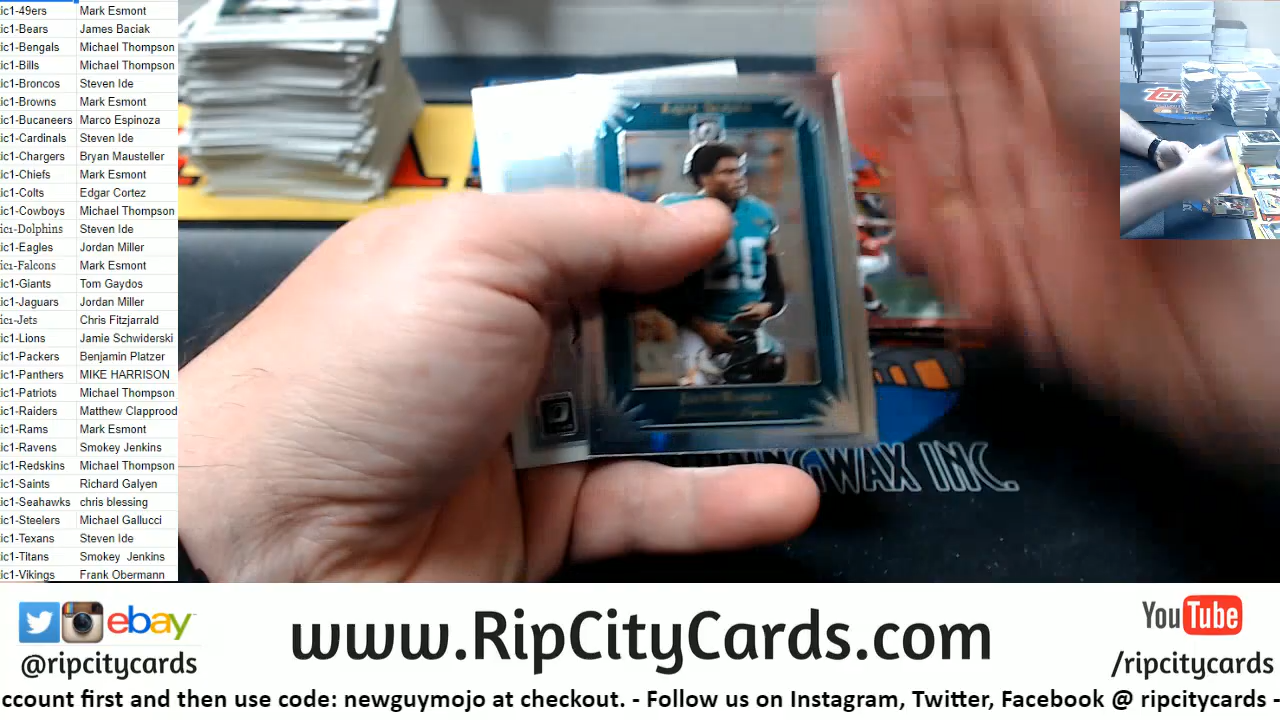 ic1-49ers Mark Esmont
ic1-Bears James Baciak
ic1-Bengals Michael Thompson
ic1-Bills Michael Thompson
ic1-Broncos Steven Ide
ic1-Browns Mark Esmont
ic1-Bucaneers Marco Espinoza
ic1-Cardinals Steven Ide
ic1-Chargers Bryan Mausteller
ic1-Chiefs Mark Esmont
ic1-Colts Edgar Cortez
ic1-Cowboys Michael Thompson
ic1-Dolphins Steven Ide
ic1-Eagles Jordan Miller
ic1-Falcons Mark Esmont
ic1-Giants Tom Gaydos
ic1-Jaguars Jordan Miller
ic1-Jets Chris Fitzjarrald
ic1-Lions Jamie Schwiderski
ic1-Packers Benjamin Platzer
ic1-Panthers MIKE HARRISON
ic1-Patriots Michael Thompson
ic1-Raiders Matthew Clapprood
ic1-Rams Mark Esmont
ic1-Ravens Smokey Jenkins
ic1-Redskins Michael Thompson
ic1-Saints Richard Galyen
ic1-Seahawks chris blessing
ic1-Steelers Michael Gallucci
ic1-Texans Steven Ide
ic1-Titans Smokey Jenkins
ic1-Vikings Frank Obermann
20
WAX INC.
ebay
@ripcitycards
www.RipCityCards.com
YouTube
/ripcitycards
ccount first and then use code: newguymojo at checkout. - Follow us on Instagram, Twitter, Facebook @ ripcitycards -